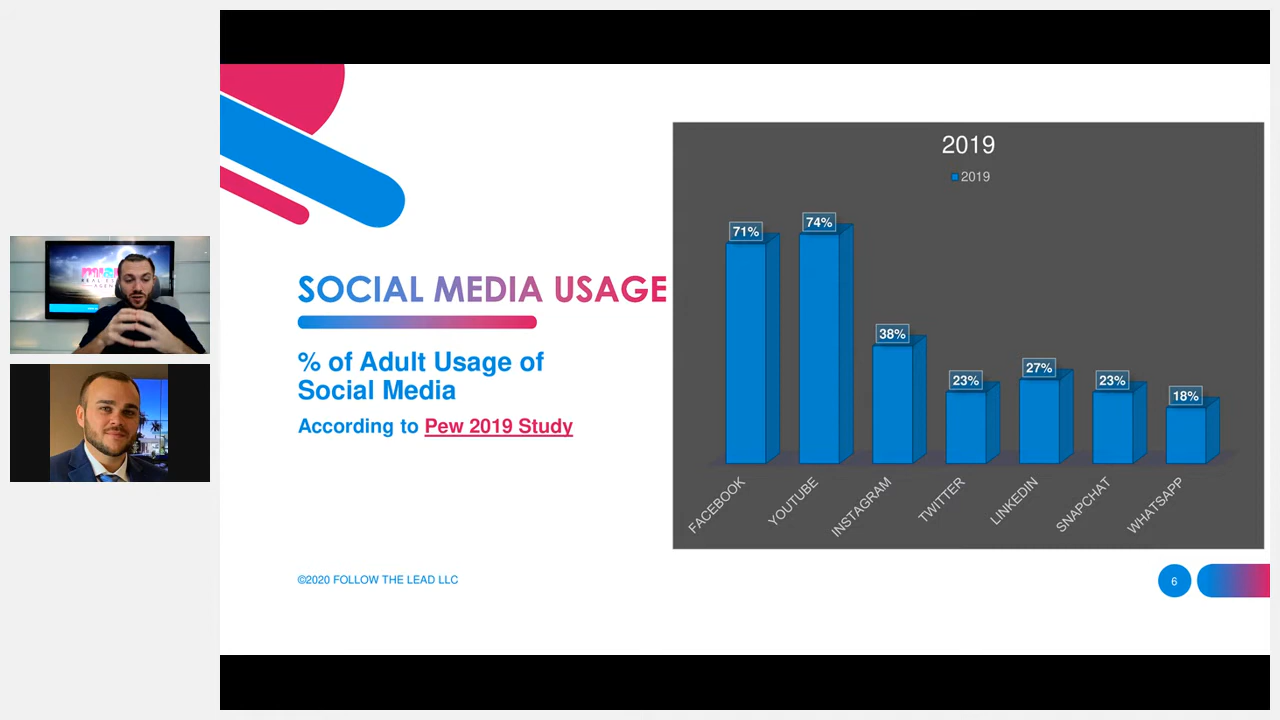 SOCIAL MEDIA USAGE
% of Adult Usage of
Social Media
According to Pew 2019 Study
2019
2019
71%
74%
38%
23%
27%
23%
18%
FACEBOOK
YOUTUBE
INSTAGRAM
TWITTER
LINKEDIN
SNAPCHAT
WHATSAPP
©2020 FOLLOW THE LEAD LLC
6